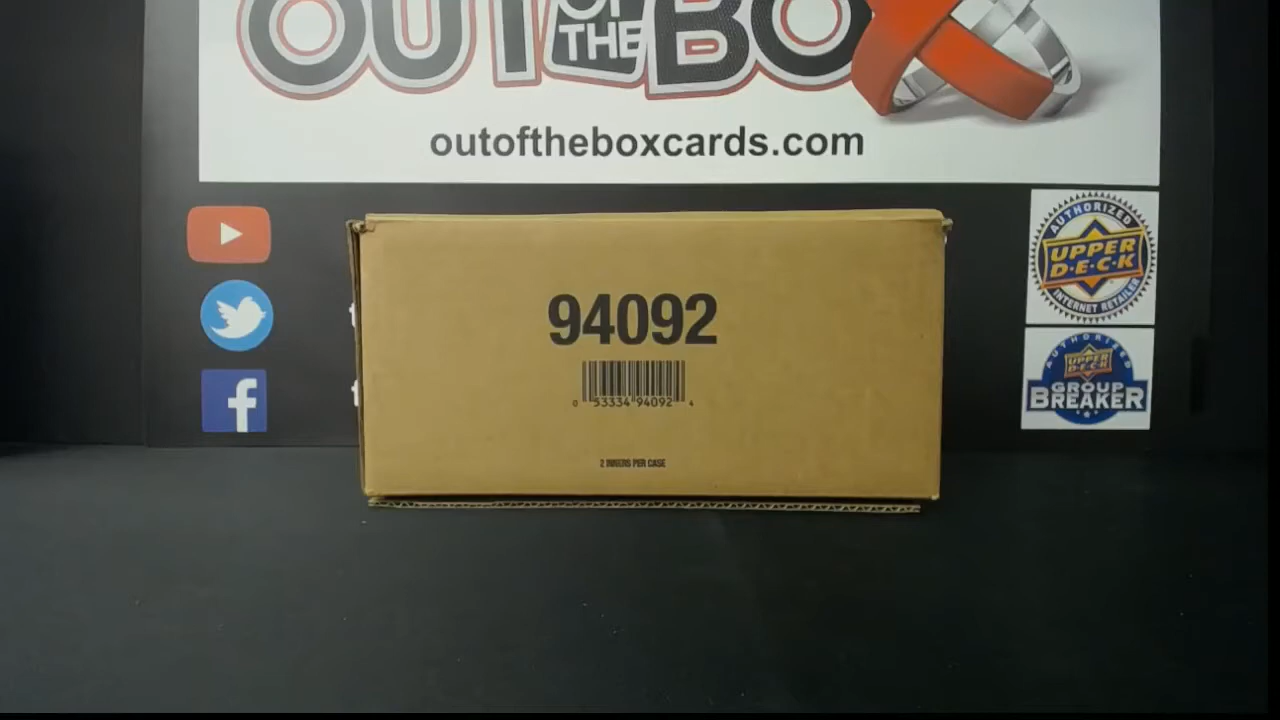 OUT OF THE BOX
outoftheboxcards.com
94092
0 53334 94092 4
2 INNERS PER CASE
AUTHORIZED
UPPER
D·E·C·K
INTERNET RETAILER
AUTHORIZED
UPPER
DECK
GROUP
BREAKER